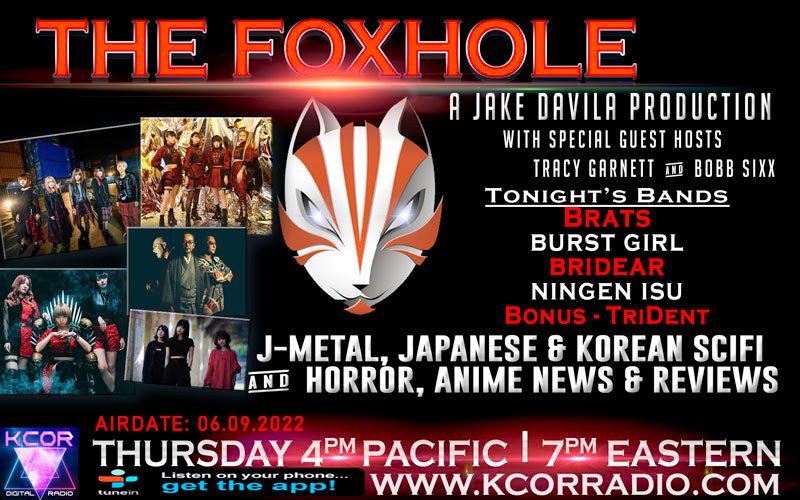 THE FOXHOLE
A JAKE DAVILA PRODUCTION
WITH SPECIAL GUEST HOSTS
TRACY GARNETT AND BOBB SIXX
TONIGHT'S BANDS
BRATS
BURST GIRL
BRIDEAR
NINGEN ISU
BONUS - TRIDENT
J-METAL, JAPANESE & KOREAN SCIFI
AND HORROR, ANIME NEWS & REVIEWS
AIRDATE: 06.09.2022
THURSDAY 4PM PACIFIC | 7PM EASTERN
KCOR
DIGITAL RADIO
tunein
Listen on your phone...
get the app!
WWW.KCORRADIO.COM